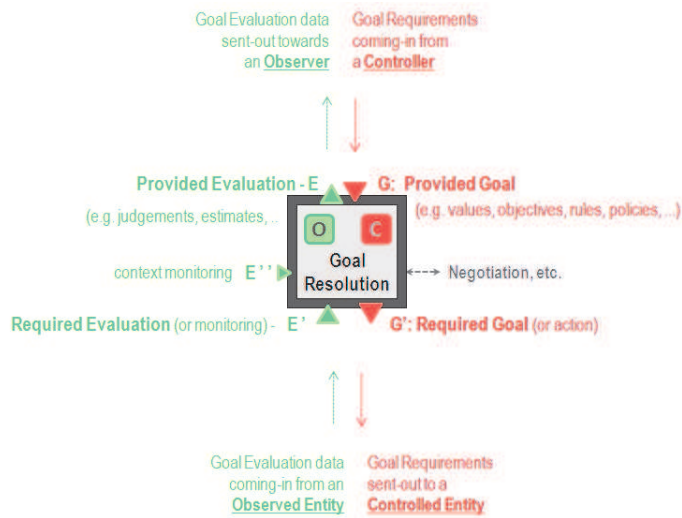 Goal Evaluation data
sent-out towards
an Observer
Goal Requirements
coming-in from
a Controller
Provided Evaluation - E
(e.g. judgements, estimates, ..
G: Provided Goal
(e.g. values, objectives, rules, policies, ...)
O
C
Goal
Resolution
context monitoring E''
Negotiation, etc.
Required Evaluation (or monitoring) - E'
G': Required Goal (or action)
Goal Evaluation data
coming-in from an
Observed Entity
Goal Requirements
sent-out to a
Controlled Entity